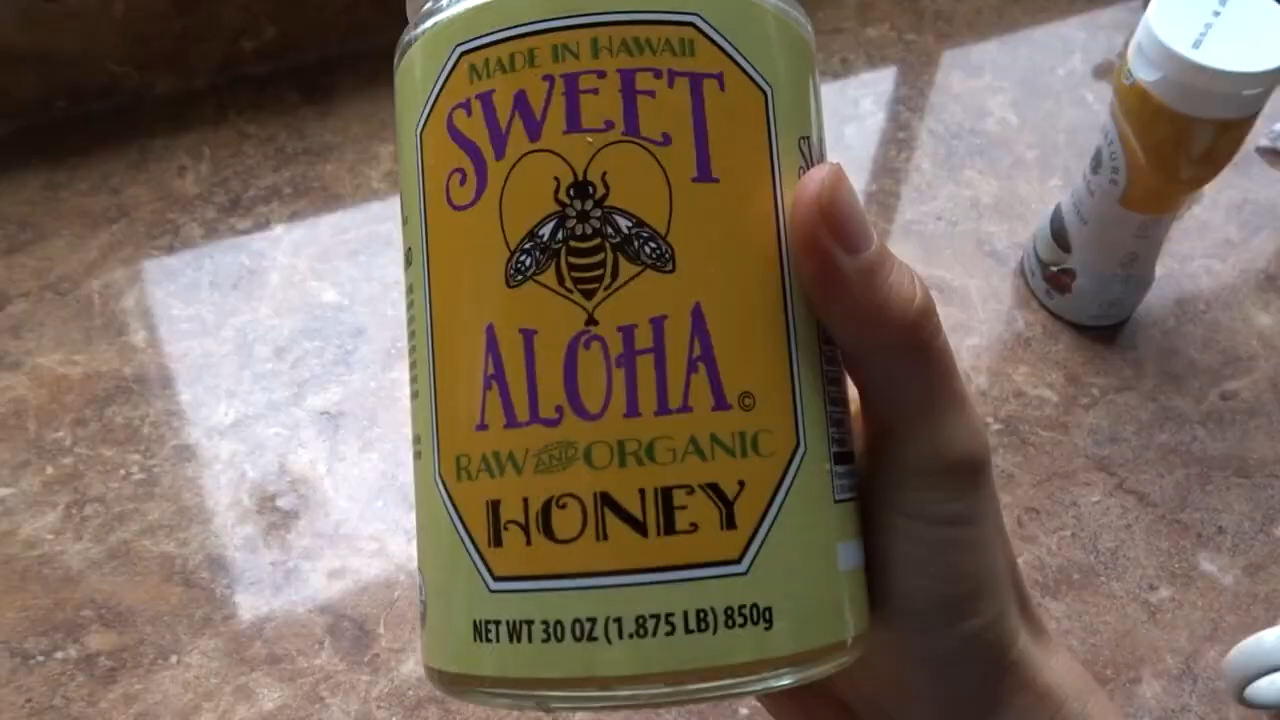 MADE IN HAWAII
SWEET
ALOHA ©
RAW AND ORGANIC
HONEY
NET WT 30 OZ (1.875 LB) 850g